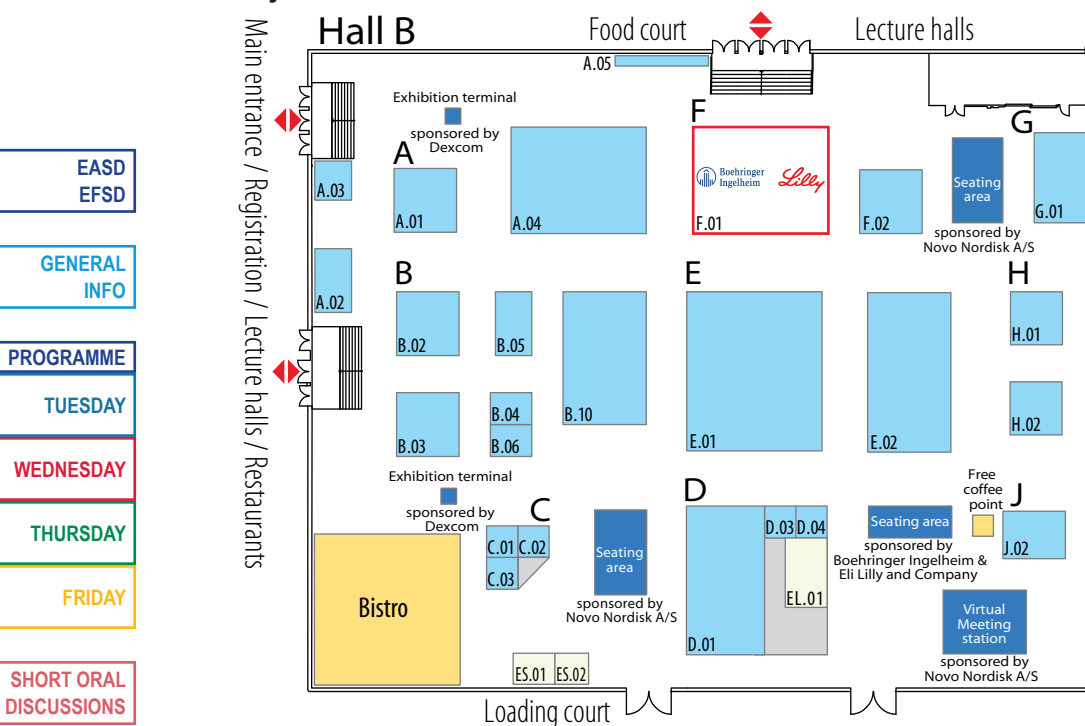 Hall B
Food court
Lecture halls
Main entrance / Registration / Lecture halls / Restaurants
EASD
EFSD
GENERAL
INFO
PROGRAMME
TUESDAY
WEDNESDAY
THURSDAY
FRIDAY
SHORT ORAL
DISCUSSIONS
A.05
Exhibition terminal
sponsored by
Dexcom
A
A.03
A.01
A.04
A.02
F
Boehringer
Ingelheim
Lilly
F.01
F.02
Seating
area
sponsored by
Novo Nordisk A/S
G
G.01
B
B.02
B.05
B.10
B.03
B.04
B.06
E
E.01
E.02
H
H.01
H.02
Exhibition terminal
sponsored by
Dexcom
C
C.01
C.02
C.03
Seating
area
sponsored by
Novo Nordisk A/S
D
D.03
D.04
EL.01
D.01
Seating area
sponsored by
Boehringer Ingelheim &
Eli Lilly and Company
Free
coffee
point
J
J.02
Virtual
Meeting
station
sponsored by
Novo Nordisk A/S
Bistro
ES.01
ES.02
Loading court